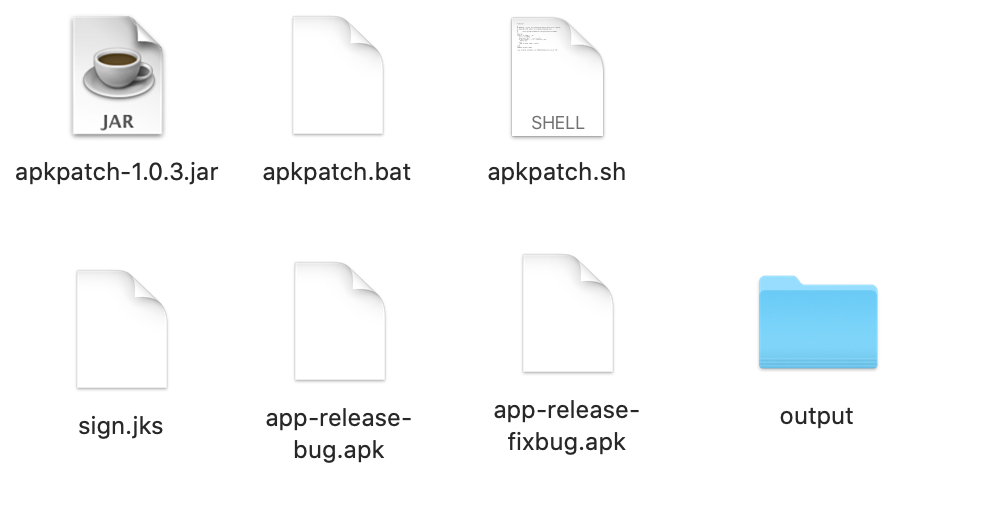 JAR
SHELL
apkpatch-1.0.3.jar
apkpatch.bat
apkpatch.sh
sign.jks
app-release-
bug.apk
app-release-
fixbug.apk
output